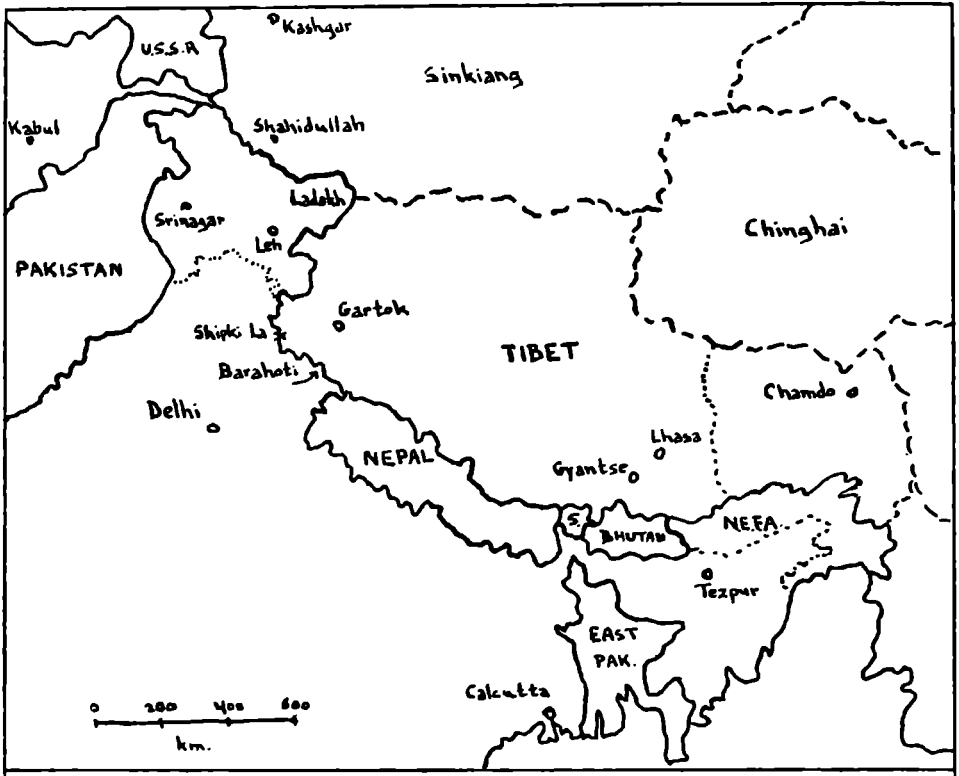 Kashgar
U.S.S.R
Sinkiang
Kabul
Shahidullah
Ladakh
Srinagar
Leh
Chinghai
PAKISTAN
Gartok
Shipki La
TIBET
Barahoti
Chamdo
Delhi
Lhasa
NEPAL
Gyantse
S.
BHUTAN
N.E.F.A.
Tezpur
EAST
PAK.
Calcutta
0 200 400 600
km.